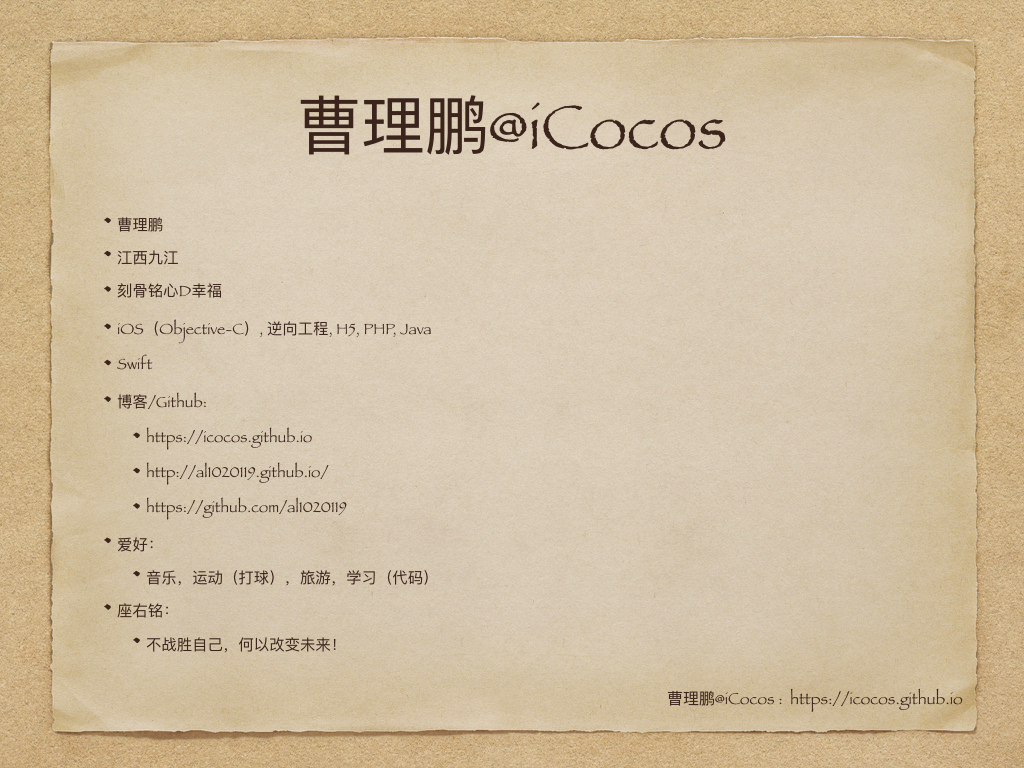 曹理鹏@iCocos
• 曹理鹏
• 江西九江
• 刻骨铭心D幸福
• iOS（Objective-C）, 逆向工程, H5, PHP, Java
• Swift
• 博客/Github:
• https://icocos.github.io
• http://al1020119.github.io/
• https://github.com/al1020119
• 爱好：
• 音乐，运动（打球），旅游，学习（代码）
• 座右铭：
• 不战胜自己，何以改变未来！
曹理鹏@iCocos : https://icocos.github.io